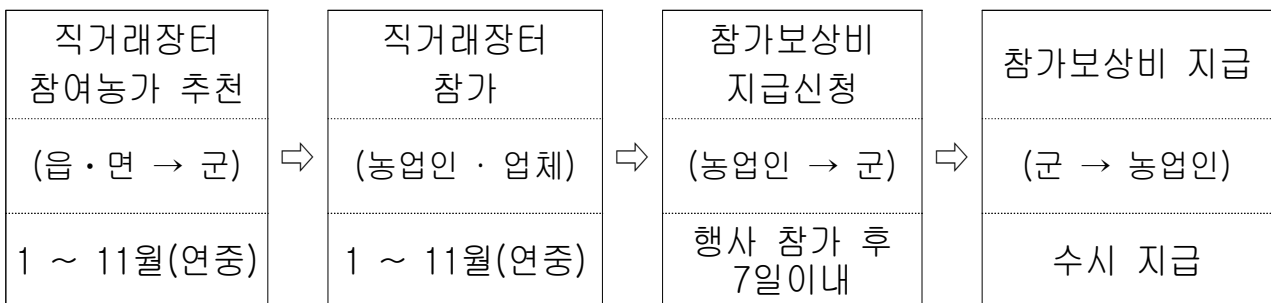 직거래장터
참여농가 추천
(읍・면 → 군)
1 ~ 11월(연중)
⇨
직거래장터
참가
(농업인 · 업체)
1 ~ 11월(연중)
⇨
참가보상비
지급신청
(농업인 → 군)
행사 참가 후
7일이내
⇨
참가보상비 지급
(군 → 농업인)
수시 지급